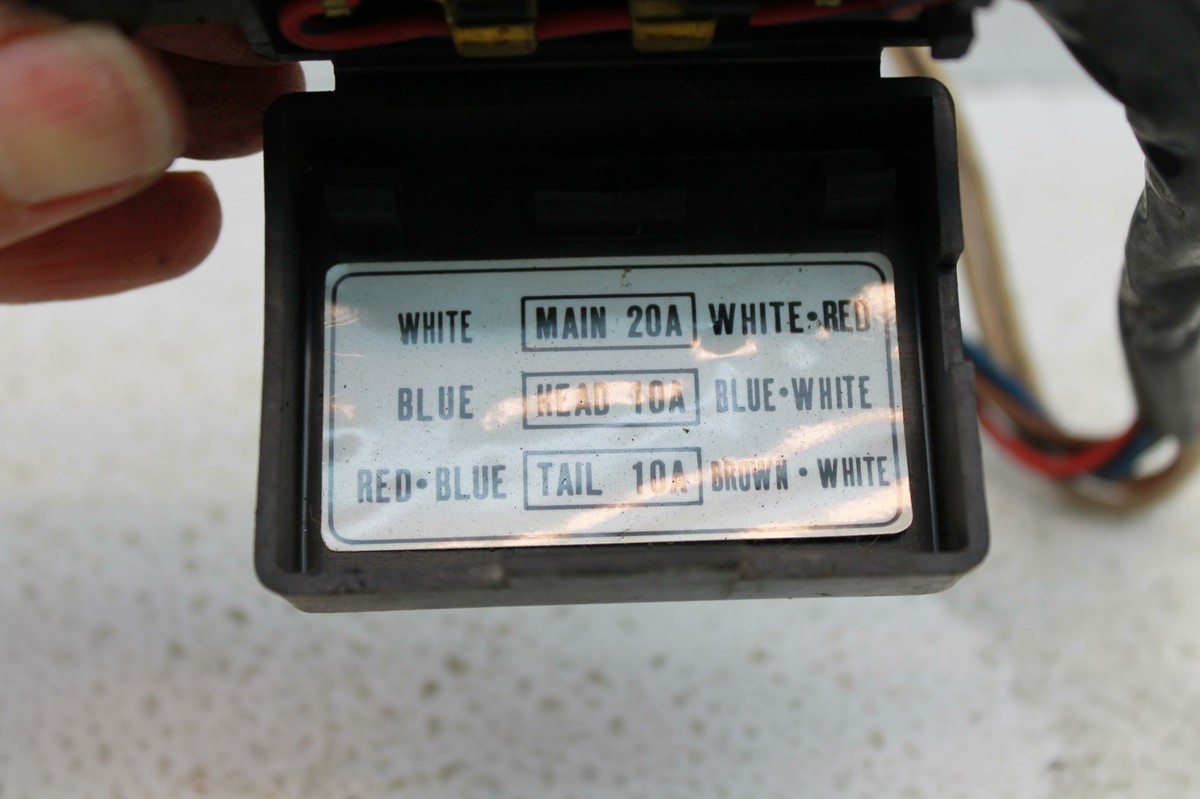 WHITE MAIN 20A WHITE•RED
BLUE HEAD 10A BLUE•WHITE
RED•BLUE TAIL 10A BROWN•WHITE